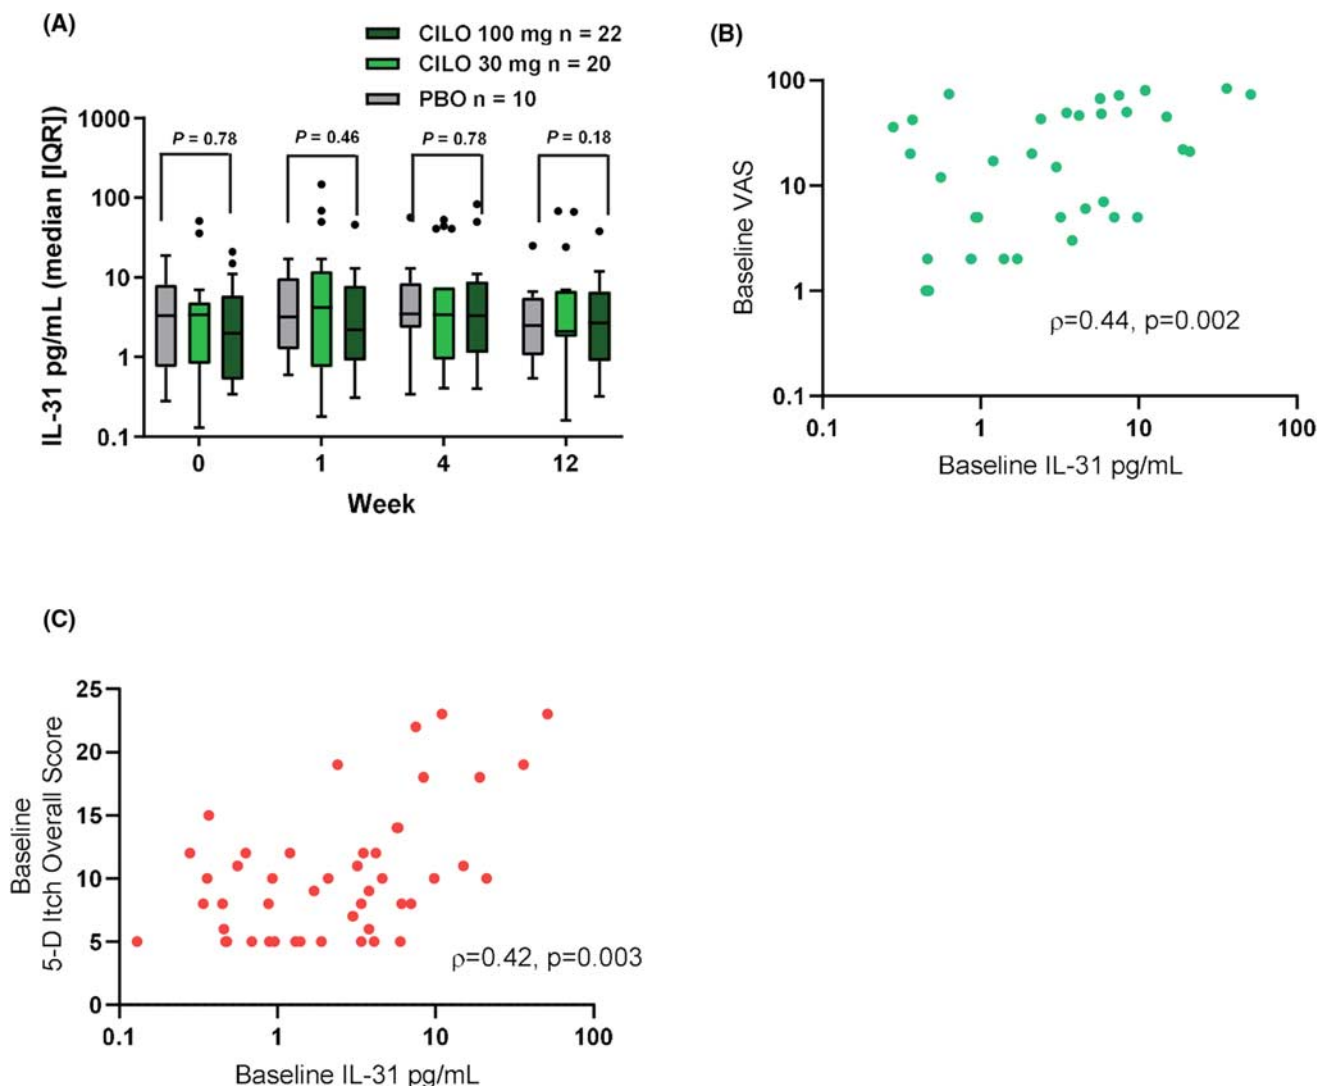 (A)
CILO 100 mg n = 22
CILO 30 mg n = 20
PBO n = 10
IL-31 pg/mL (median [IQR])
1000
100
10
1
0.1
P = 0.78
P = 0.46
P = 0.78
P = 0.18
0
1
4
12
Week
(B)
Baseline VAS
100
10
1
0.1
ρ=0.44, p=0.002
0.1
1
10
100
Baseline IL-31 pg/mL
(C)
Baseline
5-D Itch Overall Score
25
20
15
10
5
0
ρ=0.42, p=0.003
0.1
1
10
100
Baseline IL-31 pg/mL